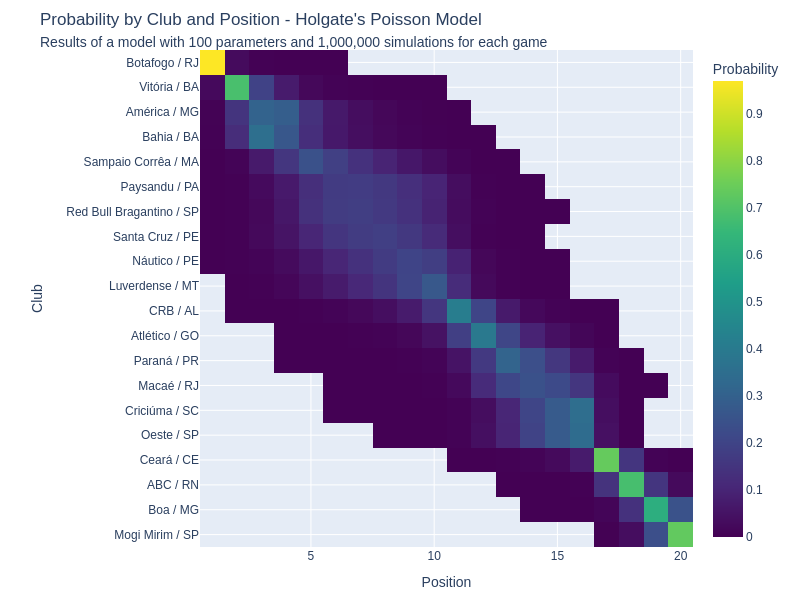 Probability by Club and Position - Holgate's Poisson Model
Results of a model with 100 parameters and 1,000,000 simulations for each game
Probability
Club
Botafogo / RJ
Vitória / BA
América / MG
Bahia / BA
Sampaio Corrêa / MA
Paysandu / PA
Red Bull Bragantino / SP
Santa Cruz / PE
Náutico / PE
Luverdense / MT
CRB / AL
Atlético / GO
Paraná / PR
Macaé / RJ
Criciúma / SC
Oeste / SP
Ceará / CE
ABC / RN
Boa / MG
Mogi Mirim / SP
0.9
0.8
0.7
0.6
0.5
0.4
0.3
0.2
0.1
0
5 10 15 20
Position